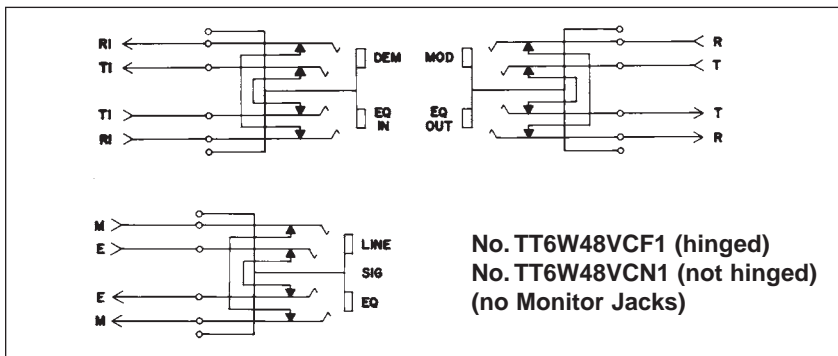 RI
TI
TI
RI
DEM
EQ
IN
MOD
EQ
OUT
R
T
T
R
M
E
E
M
LINE
SIG
EQ
No. TT6W48VCF1 (hinged)
No. TT6W48VCN1 (not hinged)
(no Monitor Jacks)